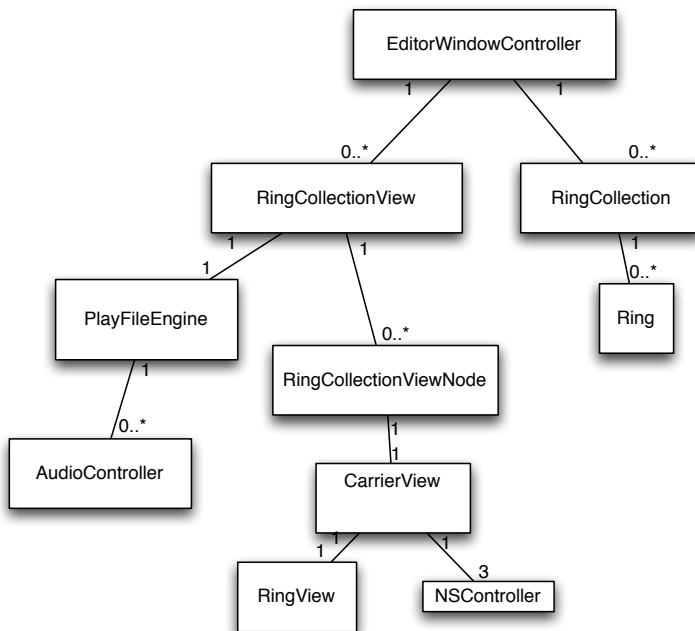 EditorWindowController
1
1
0..*
0..*
RingCollectionView
RingCollection
1
1
1
1
0..*
PlayFileEngine
Ring
1
0..*
RingCollectionViewNode
0..*
1
AudioController
1
CarrierView
1
1
1
3
RingView
NSController